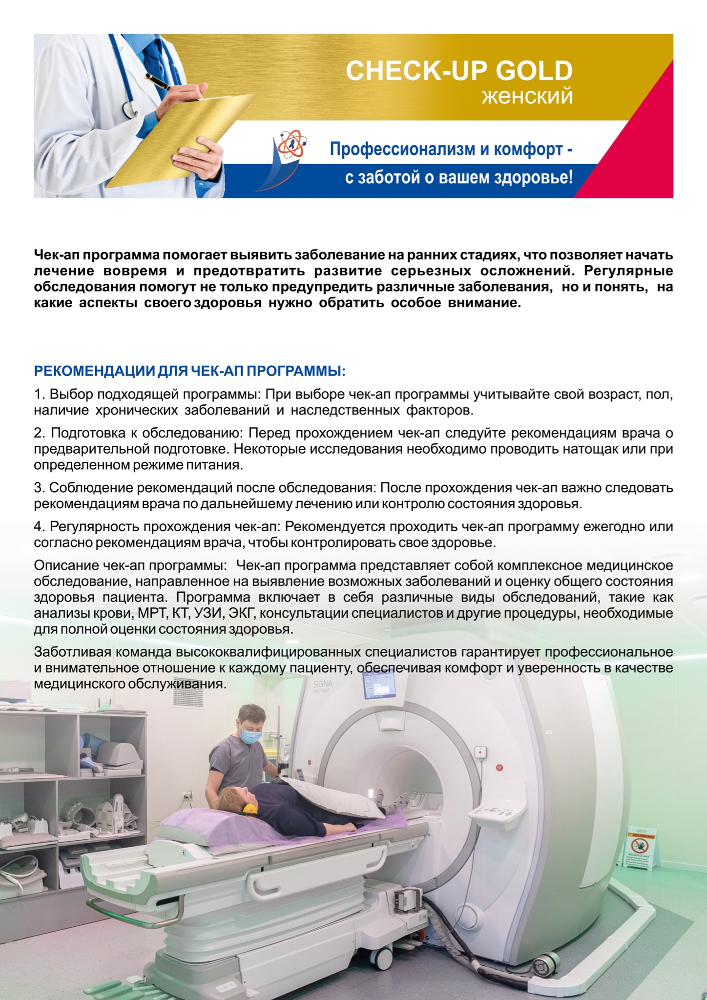 CHECK-UP GOLD
женский
Профессионализм и комфорт -
с заботой о вашем здоровье!
Чек-ап программа помогает выявить заболевание на ранних стадиях, что позволяет начать
лечение вовремя и предотвратить развитие серьезных осложнений. Регулярные
обследования помогут не только предупредить различные заболевания, но и понять, на
какие аспекты своего здоровья нужно обратить особое внимание.
РЕКОМЕНДАЦИИ ДЛЯ ЧЕК-АП ПРОГРАММЫ:
1. Выбор подходящей программы: При выборе чек-ап программы учитывайте свой возраст, пол,
наличие хронических заболеваний и наследственных факторов.
2. Подготовка к обследованию: Перед прохождением чек-ап следуйте рекомендациям врача о
предварительной подготовке. Некоторые исследования необходимо проводить натощак или при
определенном режиме питания.
3. Соблюдение рекомендаций после обследования: После прохождения чек-ап важно следовать
рекомендациям врача по дальнейшему лечению или контролю состояния здоровья.
4. Регулярность прохождения чек-ап: Рекомендуется проходить чек-ап программу ежегодно или
согласно рекомендациям врача, чтобы контролировать свое здоровье.
Описание чек-ап программы: Чек-ап программа представляет собой комплексное медицинское
обследование, направленное на выявление возможных заболеваний и оценку общего состояния
здоровья пациента. Программа включает в себя различные виды обследований, такие как
анализы крови, МРТ, КТ, УЗИ, ЭКГ, консультации специалистов и другие процедуры, необходимые
для полной оценки состояния здоровья.
Заботливая команда высококвалифицированных специалистов гарантирует профессиональное
и внимательное отношение к каждому пациенту, обеспечивая комфорт и уверенность в качестве
медицинского обслуживания.
SIGNA
Architect
WARNING
HAZARDOUS AREA